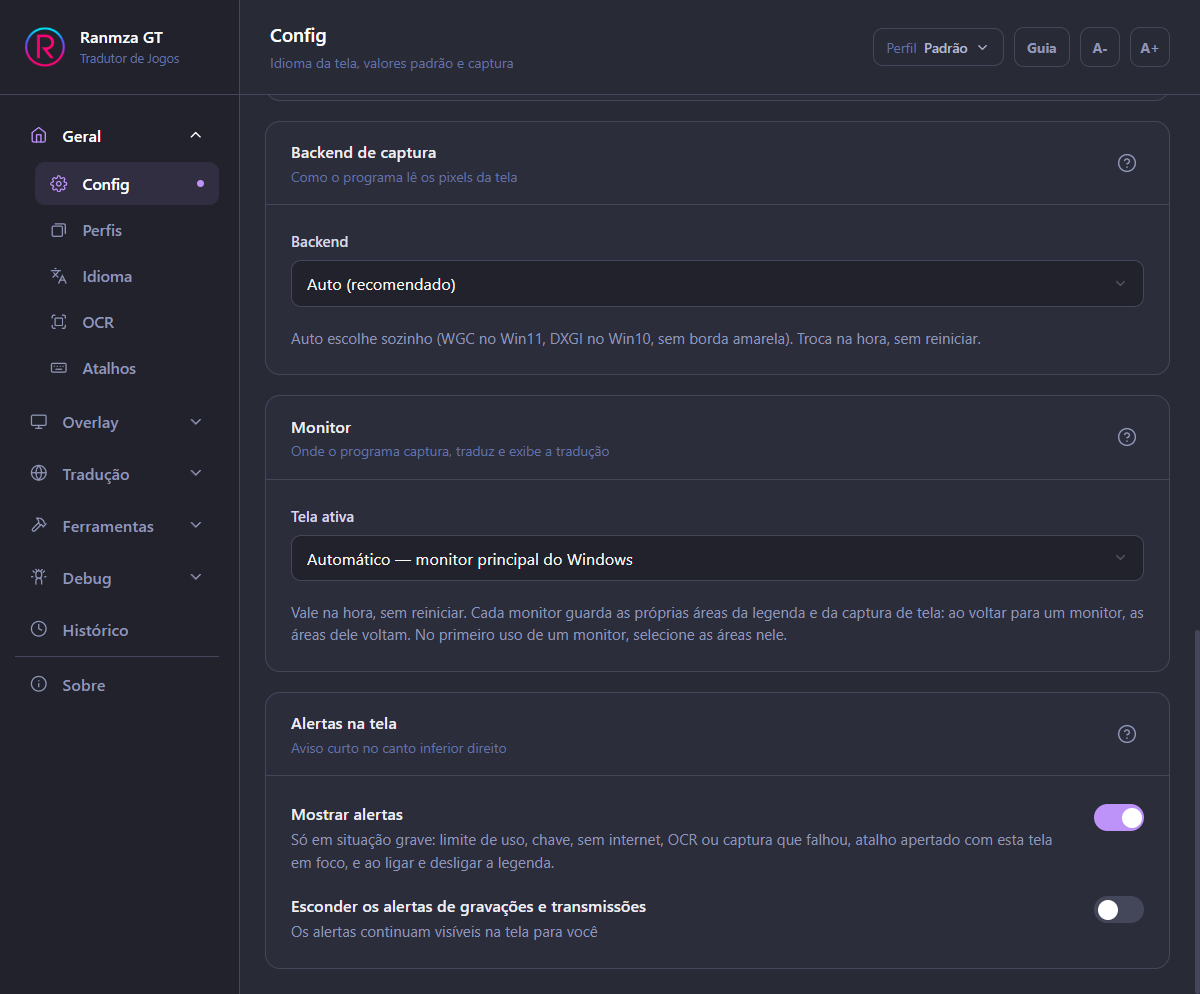 Ranmza GT
Tradutor de Jogos
Geral
Config
Perfis
Idioma
OCR
Atalhos
Overlay
Tradução
Ferramentas
Debug
Histórico
Sobre
Config
Idioma da tela, valores padrão e captura
Perfil Padrão
Guia
A-
A+
Backend de captura
Como o programa lê os pixels da tela
Backend
Auto (recomendado)
Auto escolhe sozinho (WGC no Win11, DXGI no Win10, sem borda amarela). Troca na hora, sem reiniciar.
Monitor
Onde o programa captura, traduz e exibe a tradução
Tela ativa
Automático — monitor principal do Windows
Vale na hora, sem reiniciar. Cada monitor guarda as próprias áreas da legenda e da captura de tela: ao voltar para um monitor, as
áreas dele voltam. No primeiro uso de um monitor, selecione as áreas nele.
Alertas na tela
Aviso curto no canto inferior direito
Mostrar alertas
Só em situação grave: limite de uso, chave, sem internet, OCR ou captura que falhou, atalho apertado com esta tela
em foco, e ao ligar e desligar a legenda.
Esconder os alertas de gravações e transmissões
Os alertas continuam visíveis na tela para você